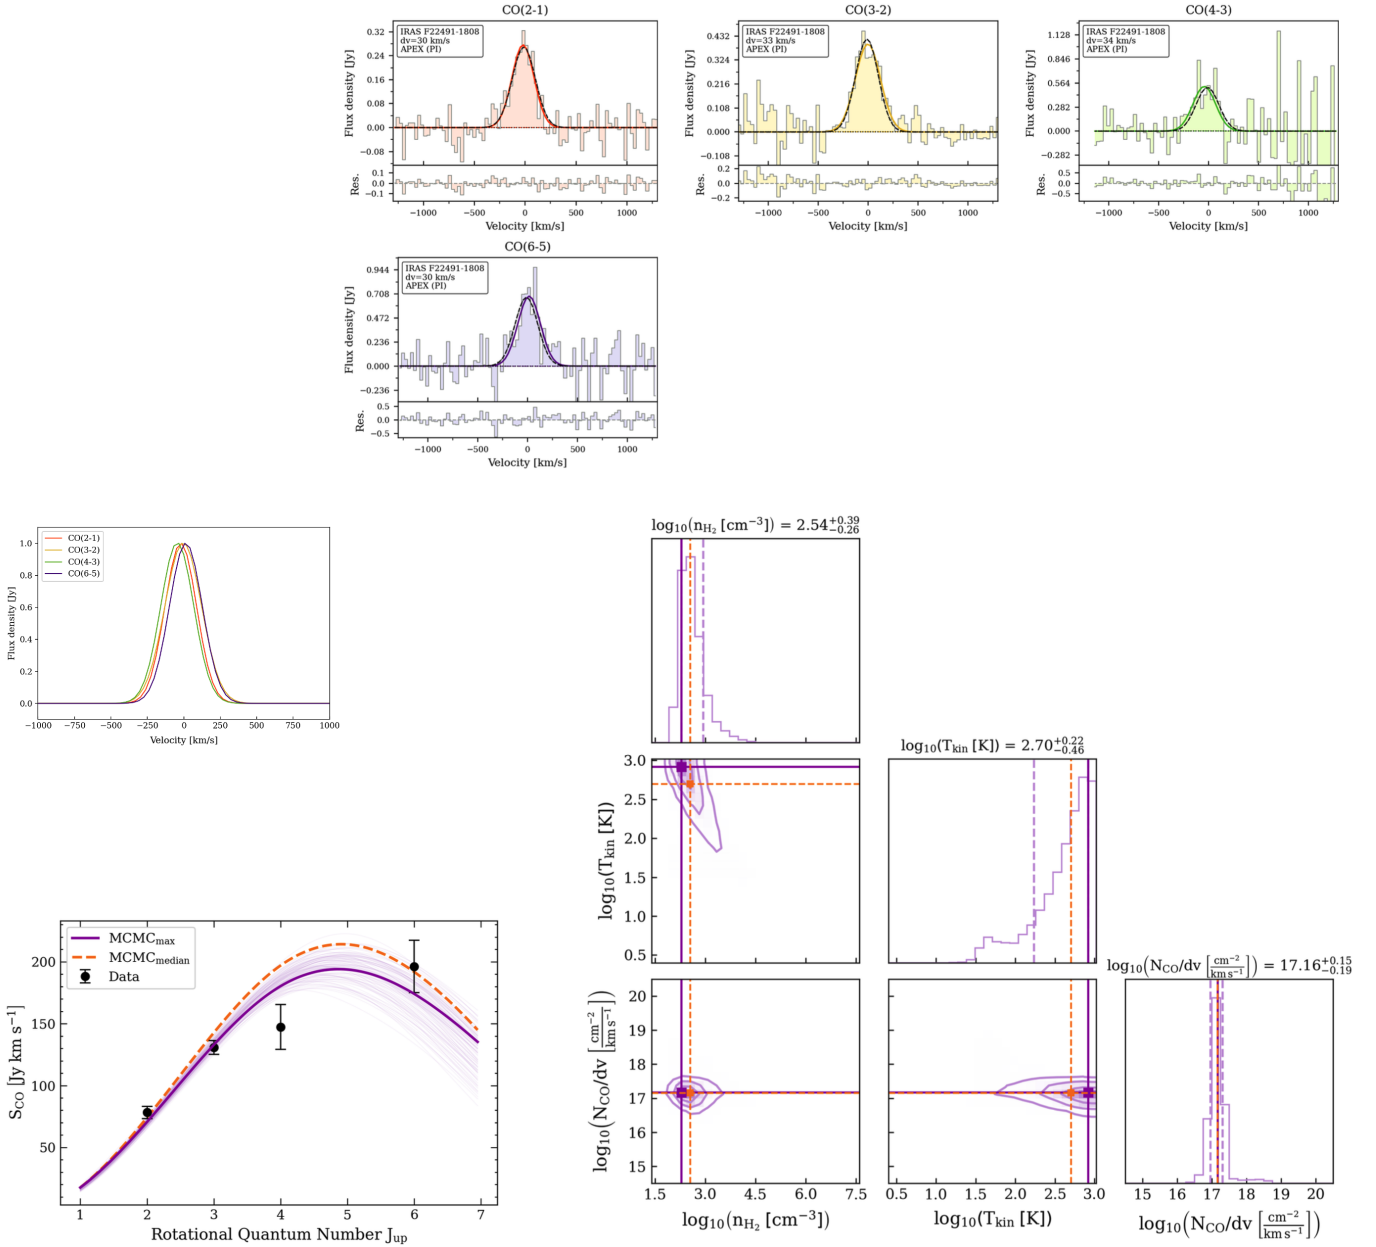 CO(2-1)
IRAS F22491-1808
dv=30 km/s
APEX (PI)
Flux density [Jy]
0.32
0.24
0.16
0.08
0.00
−0.08
Res.
0.1
0.0
−0.1
−1000 −500 0 500 1000
Velocity [km/s]
CO(3-2)
IRAS F22491-1808
dv=33 km/s
APEX (PI)
Flux density [Jy]
0.432
0.324
0.216
0.108
0.000
−0.108
Res.
0.2
0.0
−0.2
−1000 −500 0 500 1000
Velocity [km/s]
CO(4-3)
IRAS F22491-1808
dv=34 km/s
APEX (PI)
Flux density [Jy]
1.128
0.846
0.564
0.282
0.000
−0.282
Res.
0.5
0.0
−0.5
−1000 −500 0 500 1000
Velocity [km/s]
CO(6-5)
IRAS F22491-1808
dv=30 km/s
APEX (PI)
Flux density [Jy]
0.944
0.708
0.472
0.236
0.000
−0.236
Res.
0.5
0.0
−0.5
−1000 −500 0 500 1000
Velocity [km/s]
CO(2-1)
CO(3-2)
CO(4-3)
CO(6-5)
Flux density [Jy]
1.0
0.8
0.6
0.4
0.2
0.0
−1000 −750 −500 −250 0 250 500 750 1000
Velocity [km/s]
MCMC_max
MCMC_median
Data
S_CO [Jy km s⁻¹]
200
150
100
50
1 2 3 4 5 6 7
Rotational Quantum Number J_up
log₁₀(n_H₂ [cm⁻³]) = 2.54 +0.39 −0.26
log₁₀(T_kin [K])
3.0
2.5
2.0
1.5
1.0
0.5
log₁₀(T_kin [K]) = 2.70 +0.22 −0.46
log₁₀(N_CO/dv [cm⁻²/km s⁻¹]) = 17.16 +0.15 −0.19
log₁₀(N_CO/dv [cm⁻²/km s⁻¹])
20
19
18
17
16
15
1.5 3.0 4.5 6.0 7.5
log₁₀(n_H₂ [cm⁻³])
20
19
18
17
16
15
0.5 1.0 1.5 2.0 2.5 3.0
log₁₀(T_kin [K])
15 16 17 18 19 20
log₁₀(N_CO/dv [cm⁻²/km s⁻¹])